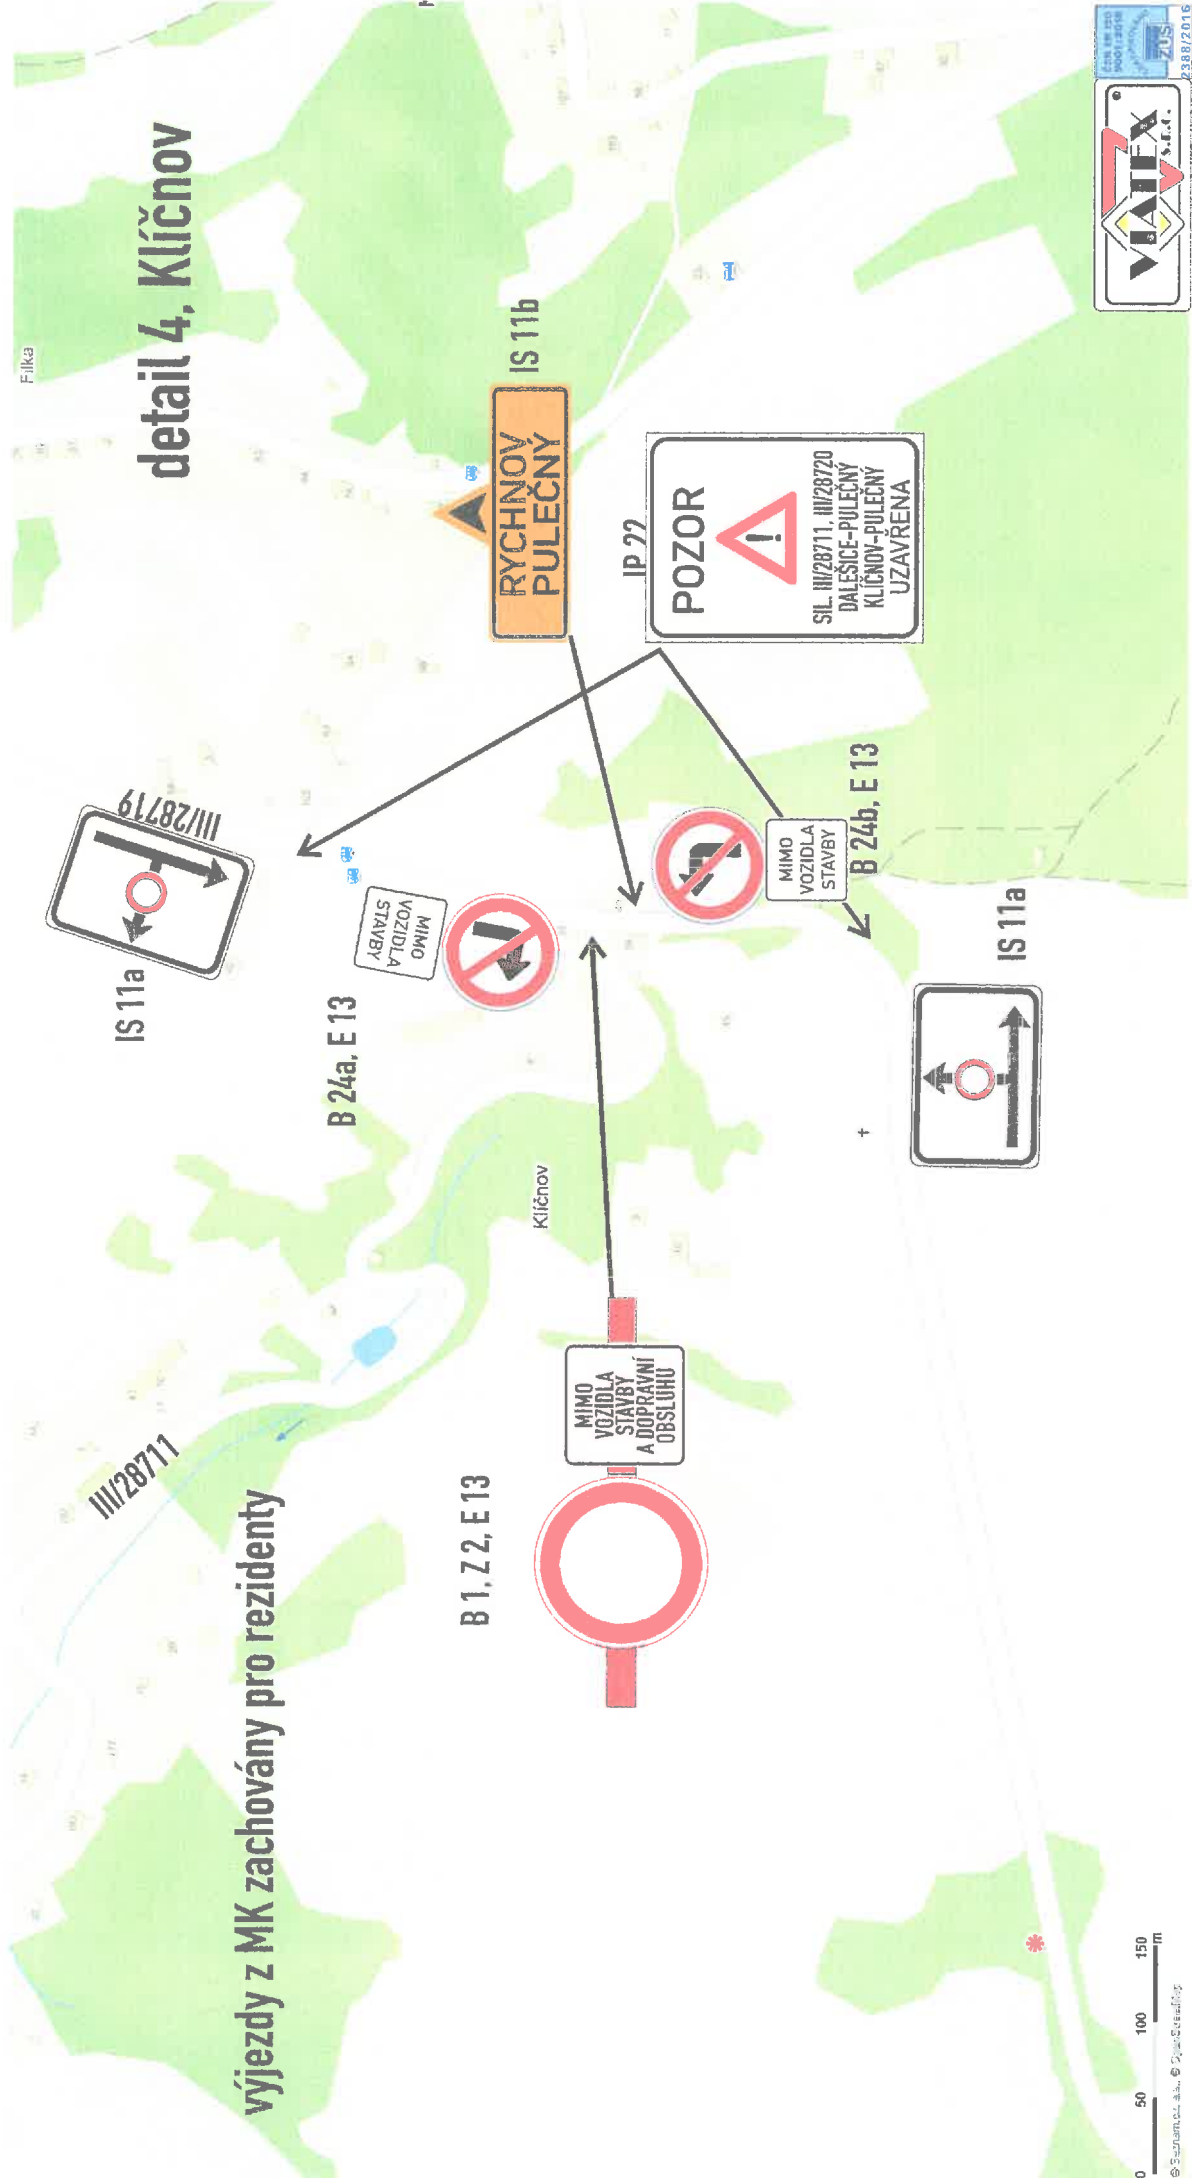 detail 4, Klíčnov
výjezdy z MK zachovány pro rezidenty
III/28711
III/28719
IS 11a
B 24a, E 13
MIMO
VOZIDLA
STAVBY
Filka
RYCHNOV
PULEČNÝ
IS 11b
IP 22
POZOR
SIL. III/28711, III/28720
DALEŠICE-PULEČNÝ
KLÍČNOV-PULEČNÝ
UZAVŘENA
MIMO
VOZIDLA
STAVBY
B 24b, E 13
IS 11a
Klíčnov
B 1, Z 2, E 13
MIMO
VOZIDLA
STAVBY
A DOPRAVNÍ
OBSLUHU
0 50 100 150
m
VIATEX
s.r.o.
ZÚS
2388/2016